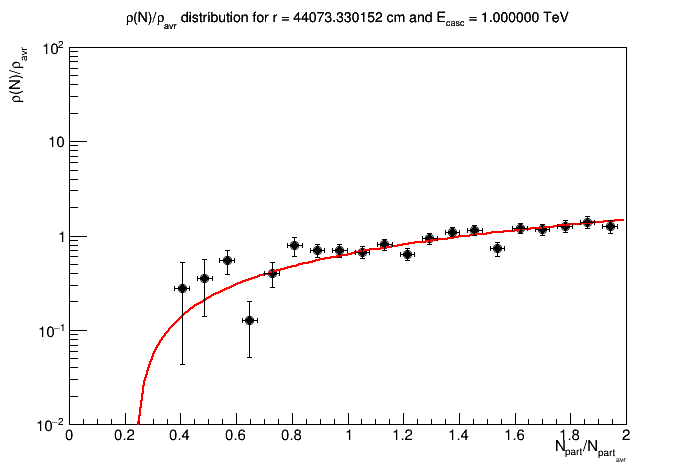 ρ(N)/ρavr distribution for r = 44073.330152 cm and Ecasc = 1.000000 TeV
ρ(N)/ρavr
10²
10
1
10⁻¹
10⁻²
0 0.2 0.4 0.6 0.8 1 1.2 1.4 1.6 1.8 2
Npart/Npartavr